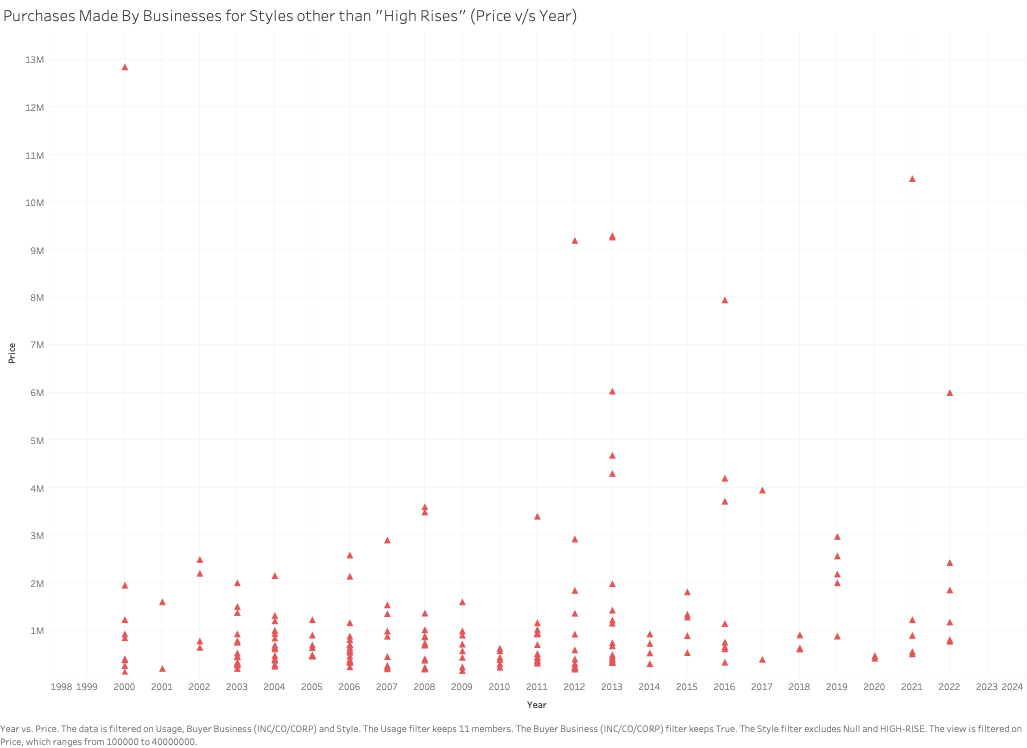 Purchases Made By Businesses for Styles other than "High Rises" (Price v/s Year)
13M
12M
11M
10M
9M
8M
7M
6M
5M
4M
3M
2M
1M
Price
1998 1999 2000 2001 2002 2003 2004 2005 2006 2007 2008 2009 2010 2011 2012 2013 2014 2015 2016 2017 2018 2019 2020 2021 2022 2023 2024
Year
Year vs. Price. The data is filtered on Usage, Buyer Business (INC/CO/CORP) and Style. The Usage filter keeps 11 members. The Buyer Business (INC/CO/CORP) filter keeps True. The Style filter excludes Null and HIGH-RISE. The view is filtered on
Price, which ranges from 100000 to 40000000.